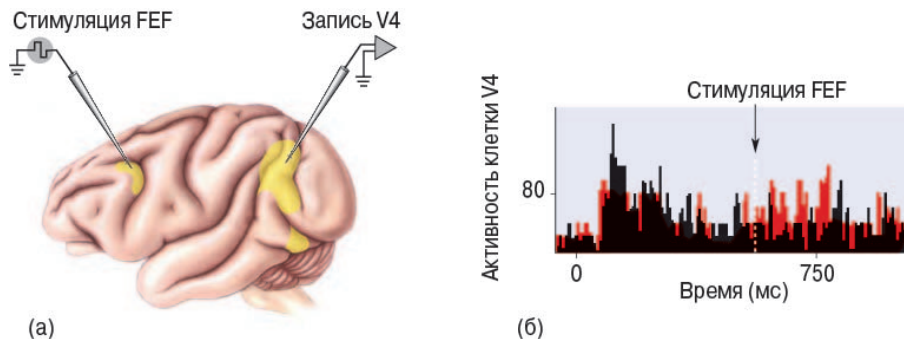 Стимуляция FEF
Запись V4
(а)
Стимуляция FEF
Активность клетки V4
80
0
750
Время (мс)
(б)